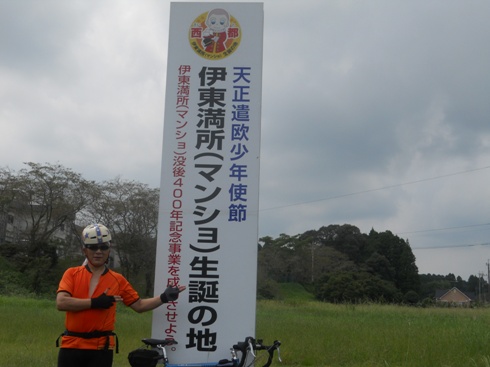 西都
天正遣欧少年使節
伊東満所(マンショ)生誕の地
伊東満所(マンショ)没後400年記念事業を成功させよう。